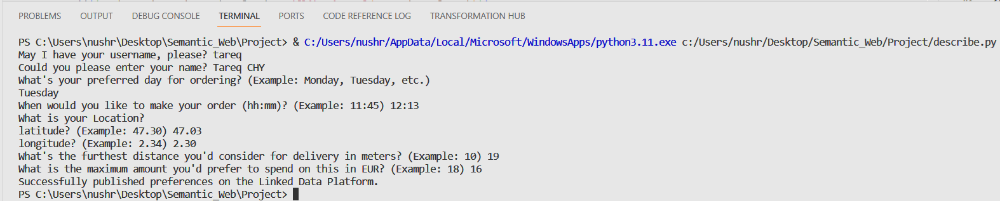 PROBLEMS OUTPUT DEBUG CONSOLE TERMINAL PORTS CODE REFERENCE LOG TRANSFORMATION HUB
PS C:\Users\nushr\Desktop\Semantic_Web\Project> & C:/Users/nushr/AppData/Local/Microsoft/WindowsApps/python3.11.exe c:/Users/nushr/Desktop/Semantic_Web/Project/describe.py
May I have your username, please? tareq
Could you please enter your name? Tareq CHY
What's your preferred day for ordering? (Example: Monday, Tuesday, etc.)
Tuesday
When would you like to make your order (hh:mm)? (Example: 11:45) 12:13
What is your Location?
latitude? (Example: 47.30) 47.03
longitude? (Example: 2.34) 2.30
What's the furthest distance you'd consider for delivery in meters? (Example: 10) 19
What is the maximum amount you'd prefer to spend on this in EUR? (Example: 18) 16
Successfully published preferences on the Linked Data Platform.
PS C:\Users\nushr\Desktop\Semantic_Web\Project>